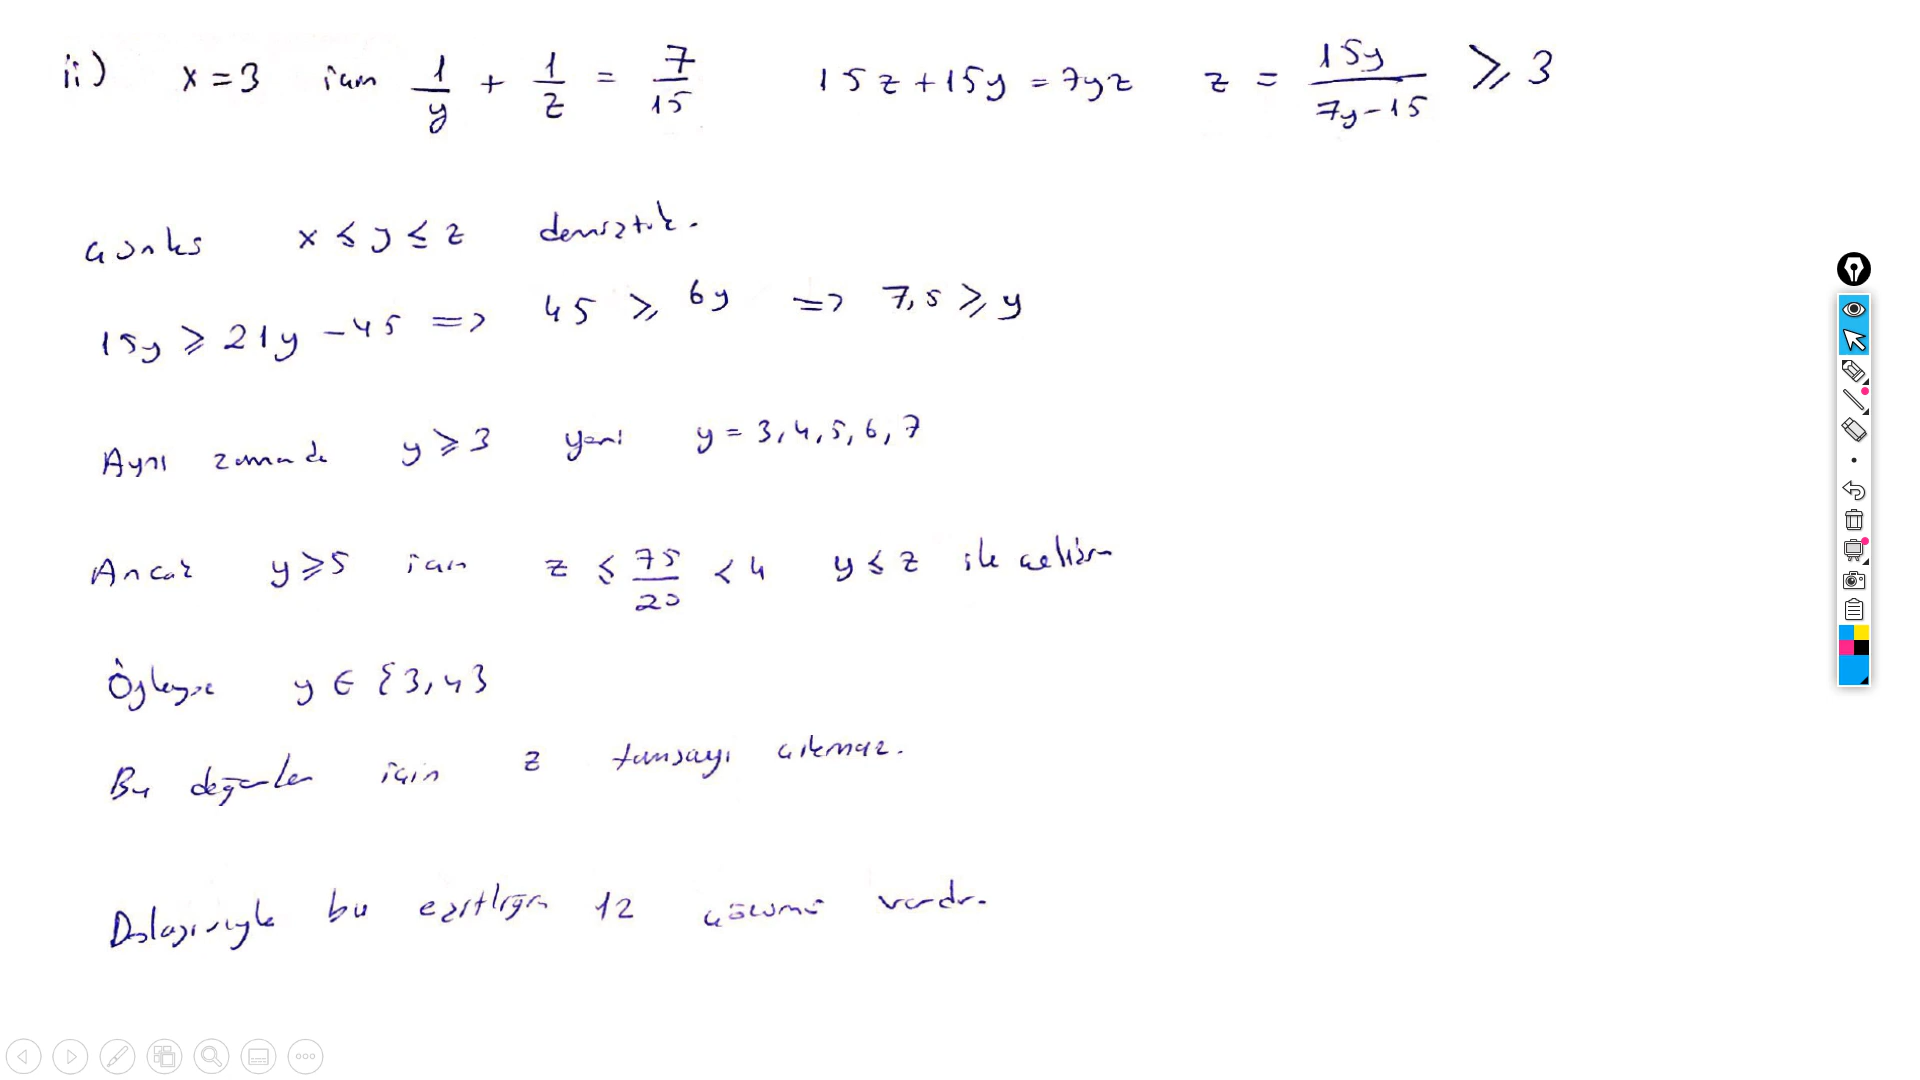 ii) x = 3 için 1/y + 1/z = 7/15 15z + 15y = 7yz z = 15y/(7y-15) ≥ 3
çünkü x ≤ y ≤ z demiştik.
15y ≥ 21y - 45 => 45 ≥ 6y => 7,5 ≥ y
Aynı zamanda y ≥ 3 yani y = 3, 4, 5, 6, 7
Ancak y ≥ 5 için z ≤ 75/20 < 4 y ≤ z ile çelişir
Öyleyse y ∈ {3, 4}
Bu değerler için z tamsayı çıkmaz.
Dolayısıyla bu eşitliğin 12 çözümü vardır.